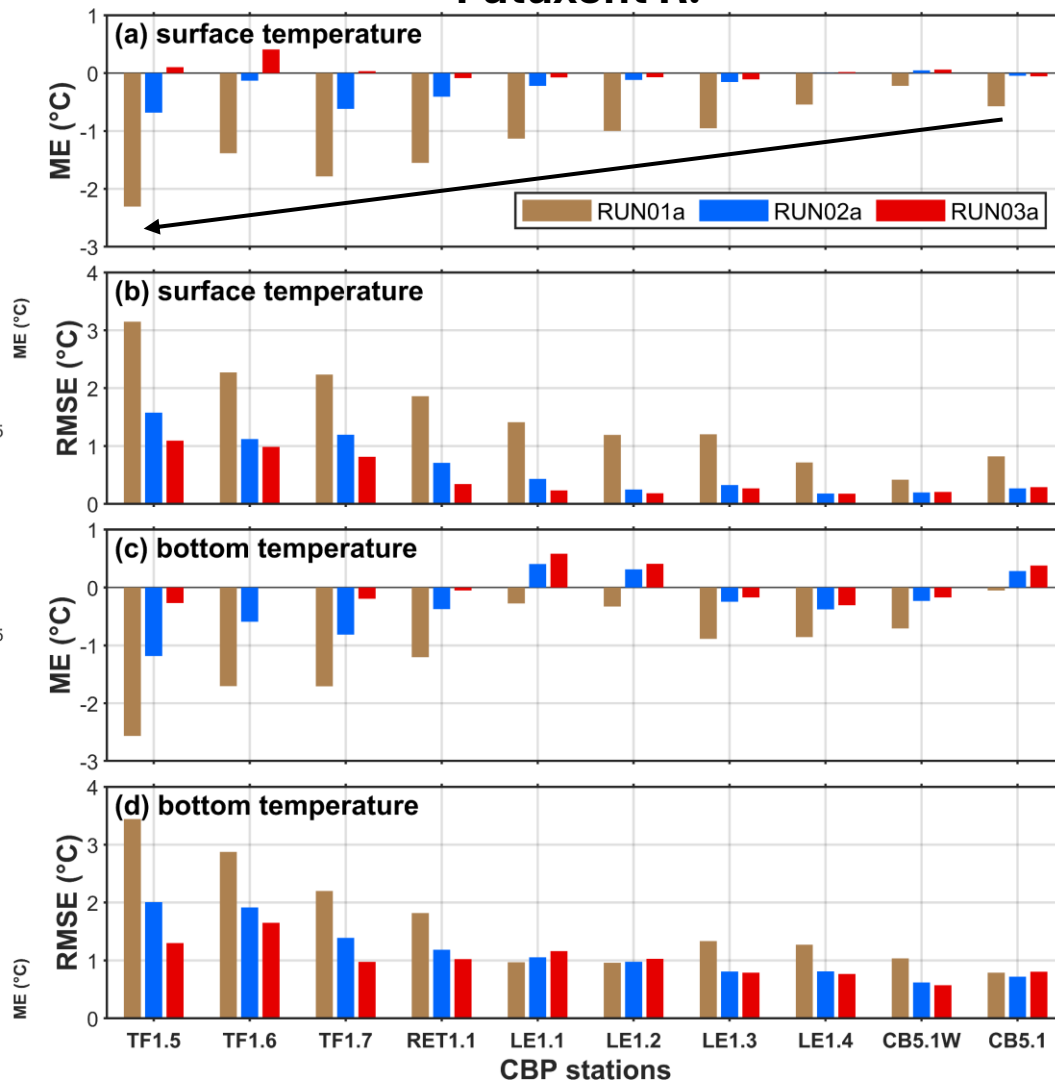 Patuxent R.
(a) surface temperature
ME (°C)
1
0
-1
-2
-3
RUN01a RUN02a RUN03a
(b) surface temperature
RMSE (°C)
4
3
2
1
0
ME (°C)
(c) bottom temperature
ME (°C)
1
0
-1
-2
-3
(d) bottom temperature
RMSE (°C)
4
3
2
1
0
ME (°C)
TF1.5 TF1.6 TF1.7 RET1.1 LE1.1 LE1.2 LE1.3 LE1.4 CB5.1W CB5.1
CBP stations